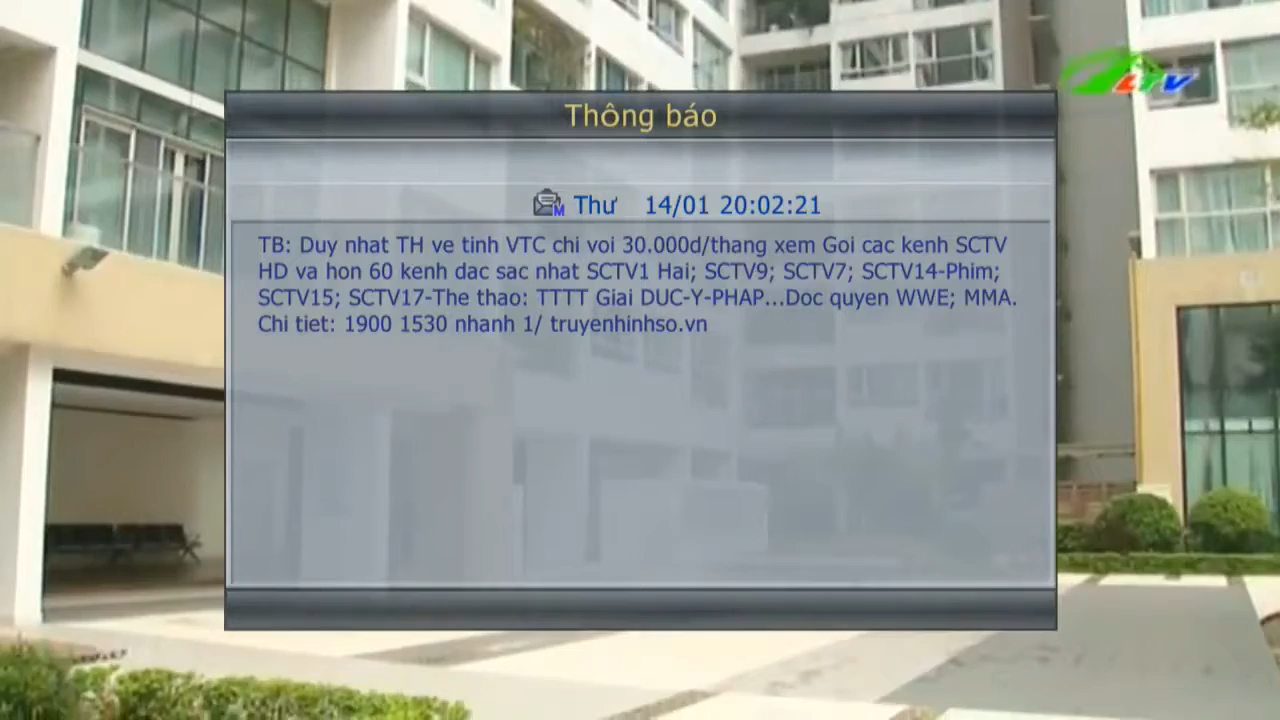 LTV
Thông báo
M
Thư 14/01 20:02:21
TB: Duy nhat TH ve tinh VTC chi voi 30.000d/thang xem Goi cac kenh SCTV
HD va hon 60 kenh dac sac nhat SCTV1 Hai; SCTV9; SCTV7; SCTV14-Phim;
SCTV15; SCTV17-The thao: TTTT Giai DUC-Y-PHAP...Doc quyen WWE; MMA.
Chi tiet: 1900 1530 nhanh 1/ truyenhinhso.vn